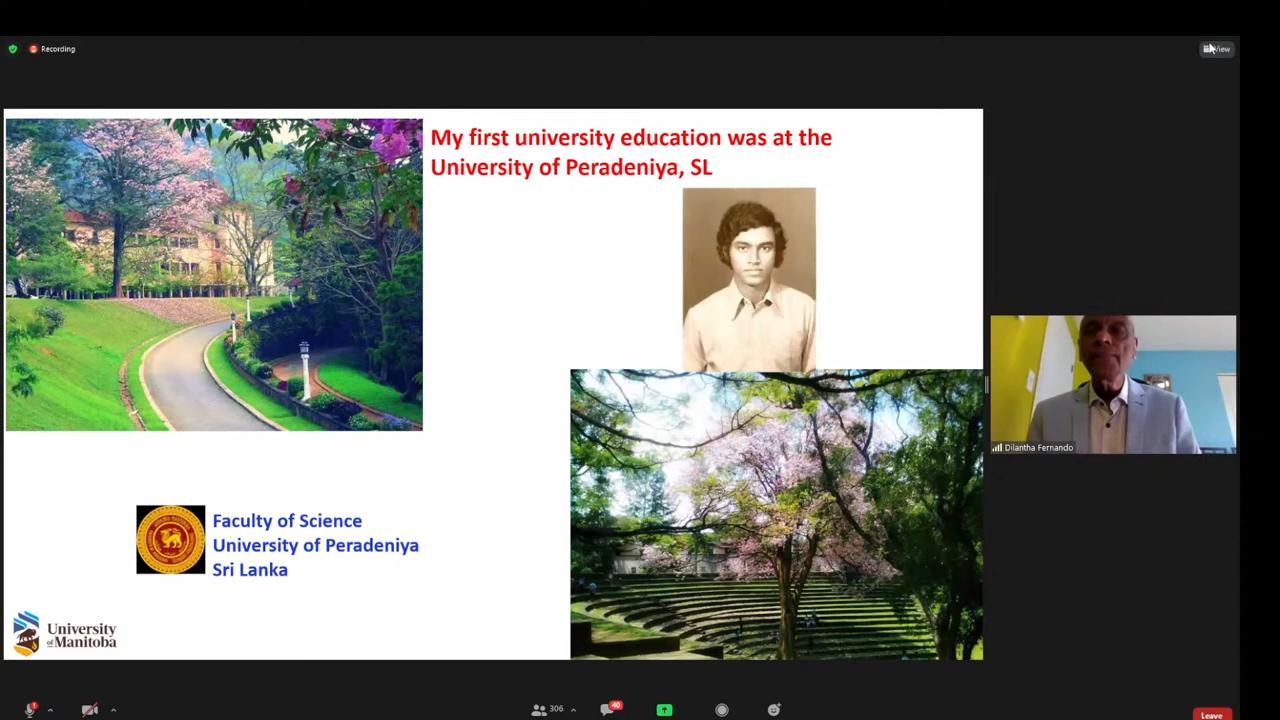 Recording
View
My first university education was at the
University of Peradeniya, SL
Dilantha Fernando
Faculty of Science
University of Peradeniya
Sri Lanka
University
of Manitoba
306
40
Leave